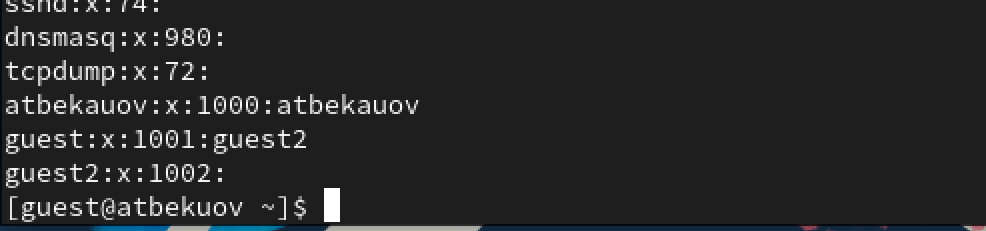 sshd:x:74:
dnsmasq:x:980:
tcpdump:x:72:
atbekauov:x:1000:atbekauov
guest:x:1001:guest2
guest2:x:1002:
[guest@atbekuov ~]$